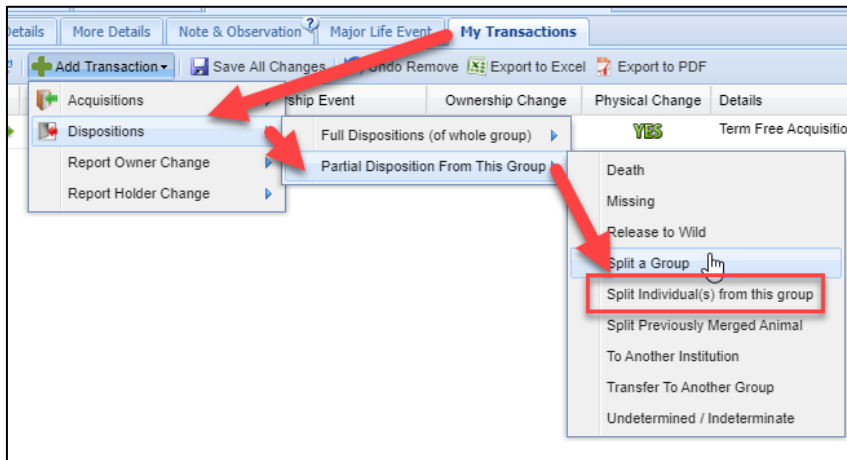 Details More Details Note & Observation ? Major Life Event My Transactions
Add Transaction Save All Changes Undo Remove Export to Excel Export to PDF
Acquisitions ship Event Ownership Change Physical Change Details
Dispositions Full Dispositions (of whole group) YES Term Free Acquisitio
Report Owner Change Partial Disposition From This Group Death
Report Holder Change Missing
Release to Wild
Split a Group
Split Individual(s) from this group
Split Previously Merged Animal
To Another Institution
Transfer To Another Group
Undetermined / Indeterminate